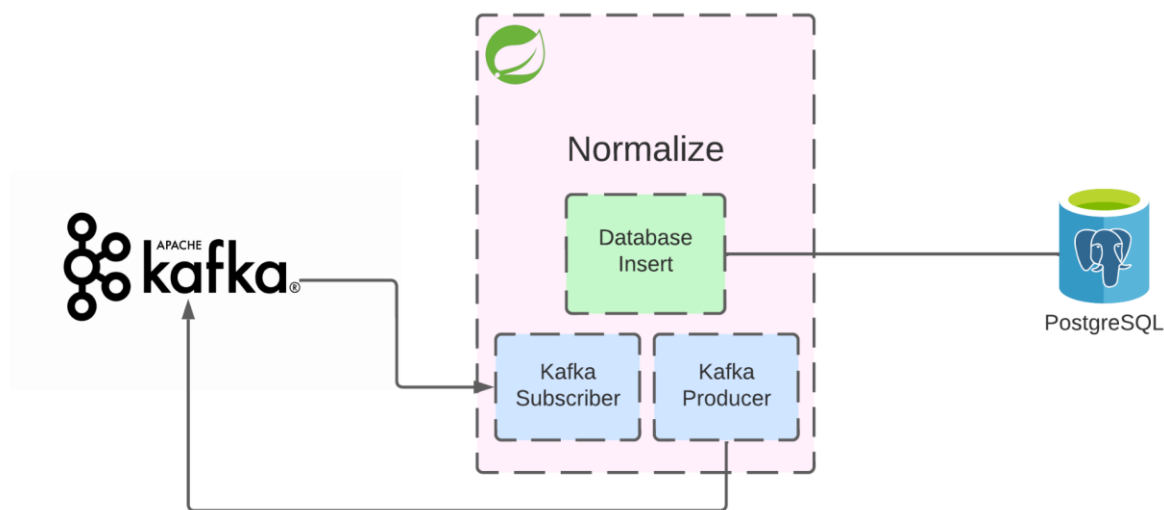 Normalize
Database
Insert
APACHE
kafka®
PostgreSQL
Kafka
Subscriber
Kafka
Producer